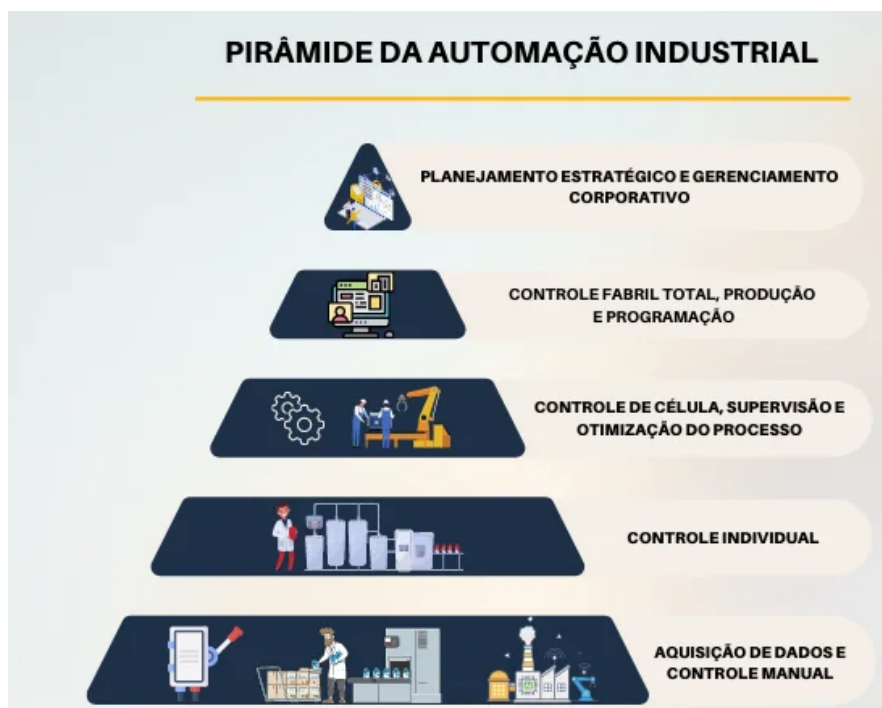 PIRÂMIDE DA AUTOMAÇÃO INDUSTRIAL
PLANEJAMENTO ESTRATÉGICO E GERENCIAMENTO
CORPORATIVO
CONTROLE FABRIL TOTAL, PRODUÇÃO
E PROGRAMAÇÃO
CONTROLE DE CÉLULA, SUPERVISÃO E
OTIMIZAÇÃO DO PROCESSO
CONTROLE INDIVIDUAL
AQUISIÇÃO DE DADOS E
CONTROLE MANUAL